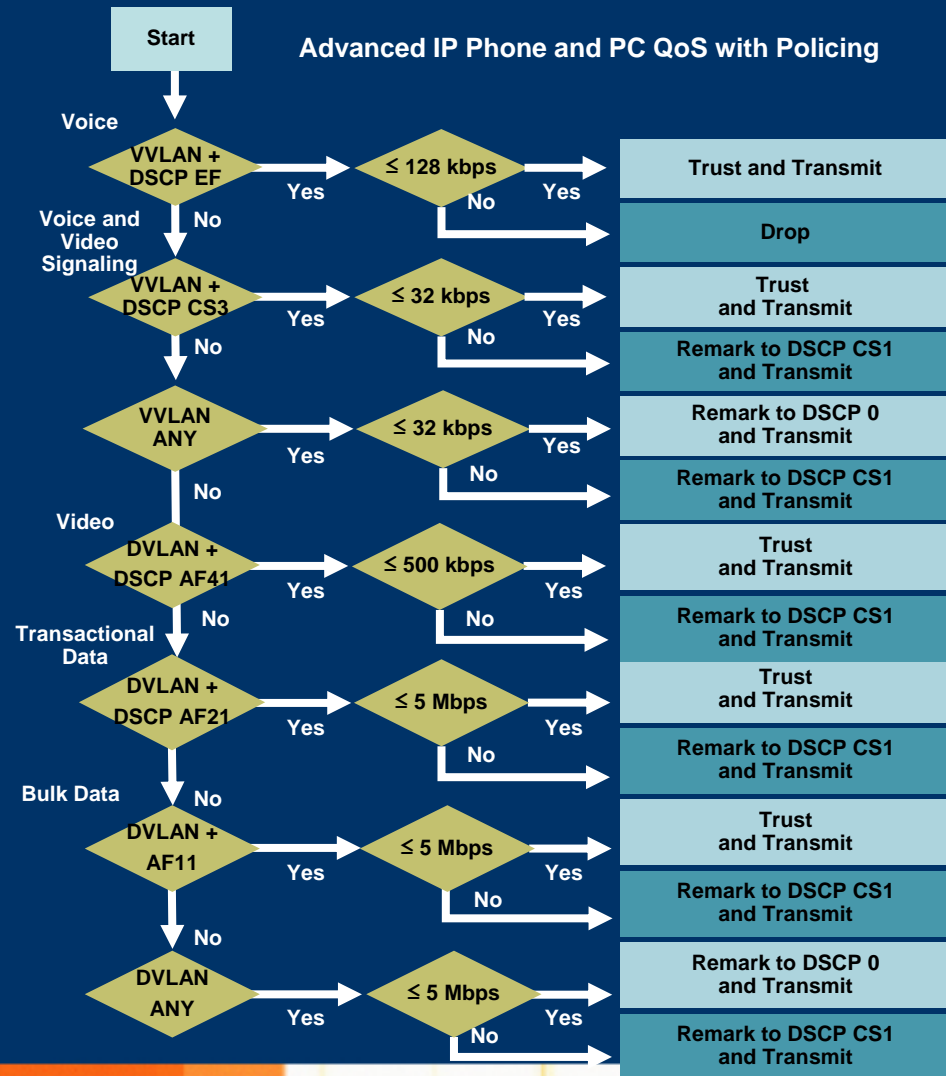 Start
Advanced IP Phone and PC QoS with Policing
Voice
VVLAN +
DSCP EF
Yes
≤ 128 kbps
Yes
Trust and Transmit
No
Drop
No
Voice and
Video
Signaling
VVLAN +
DSCP CS3
Yes
≤ 32 kbps
Yes
Trust
and Transmit
No
Remark to DSCP CS1
and Transmit
No
VVLAN
ANY
Yes
≤ 32 kbps
Yes
Remark to DSCP 0
and Transmit
No
Remark to DSCP CS1
and Transmit
No
Video
DVLAN +
DSCP AF41
Yes
≤ 500 kbps
Yes
Trust
and Transmit
No
Remark to DSCP CS1
and Transmit
No
Transactional
Data
DVLAN +
DSCP AF21
Yes
≤ 5 Mbps
Yes
Trust
and Transmit
No
Remark to DSCP CS1
and Transmit
No
Bulk Data
DVLAN +
AF11
Yes
≤ 5 Mbps
Yes
Trust
and Transmit
No
Remark to DSCP CS1
and Transmit
No
DVLAN
ANY
Yes
≤ 5 Mbps
Yes
Remark to DSCP 0
and Transmit
No
Remark to DSCP CS1
and Transmit